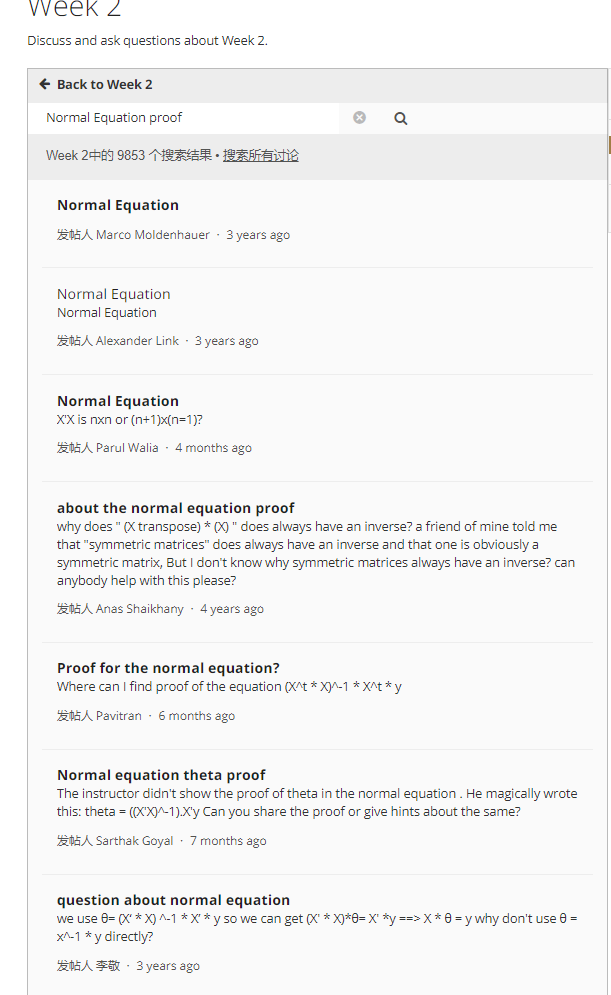 Week 2
Discuss and ask questions about Week 2.
Back to Week 2
Normal Equation proof
Week 2中的 9853 个搜索结果 • 搜索所有讨论
Normal Equation
发帖人 Marco Moldenhauer · 3 years ago
Normal Equation
Normal Equation
发帖人 Alexander Link · 3 years ago
Normal Equation
X'X is nxn or (n+1)x(n=1)?
发帖人 Parul Walia · 4 months ago
about the normal equation proof
why does " (X transpose) * (X) " does always have an inverse? a friend of mine told me
that "symmetric matrices" does always have an inverse and that one is obviously a
symmetric matrix, But I don't know why symmetric matrices always have an inverse? can
anybody help with this please?
发帖人 Anas Shaikhany · 4 years ago
Proof for the normal equation?
Where can I find proof of the equation (X^t * X)^-1 * X^t * y
发帖人 Pavitran · 6 months ago
Normal equation theta proof
The instructor didn't show the proof of theta in the normal equation . He magically wrote
this: theta = ((X'X)^-1).X'y Can you share the proof or give hints about the same?
发帖人 Sarthak Goyal · 7 months ago
question about normal equation
we use θ= (X‘ * X) ^-1 * X’ * y so we can get (X' * X)*θ= X' *y ==> X * θ = y why don't use θ =
x^-1 * y directly?
发帖人 李敬 · 3 years ago